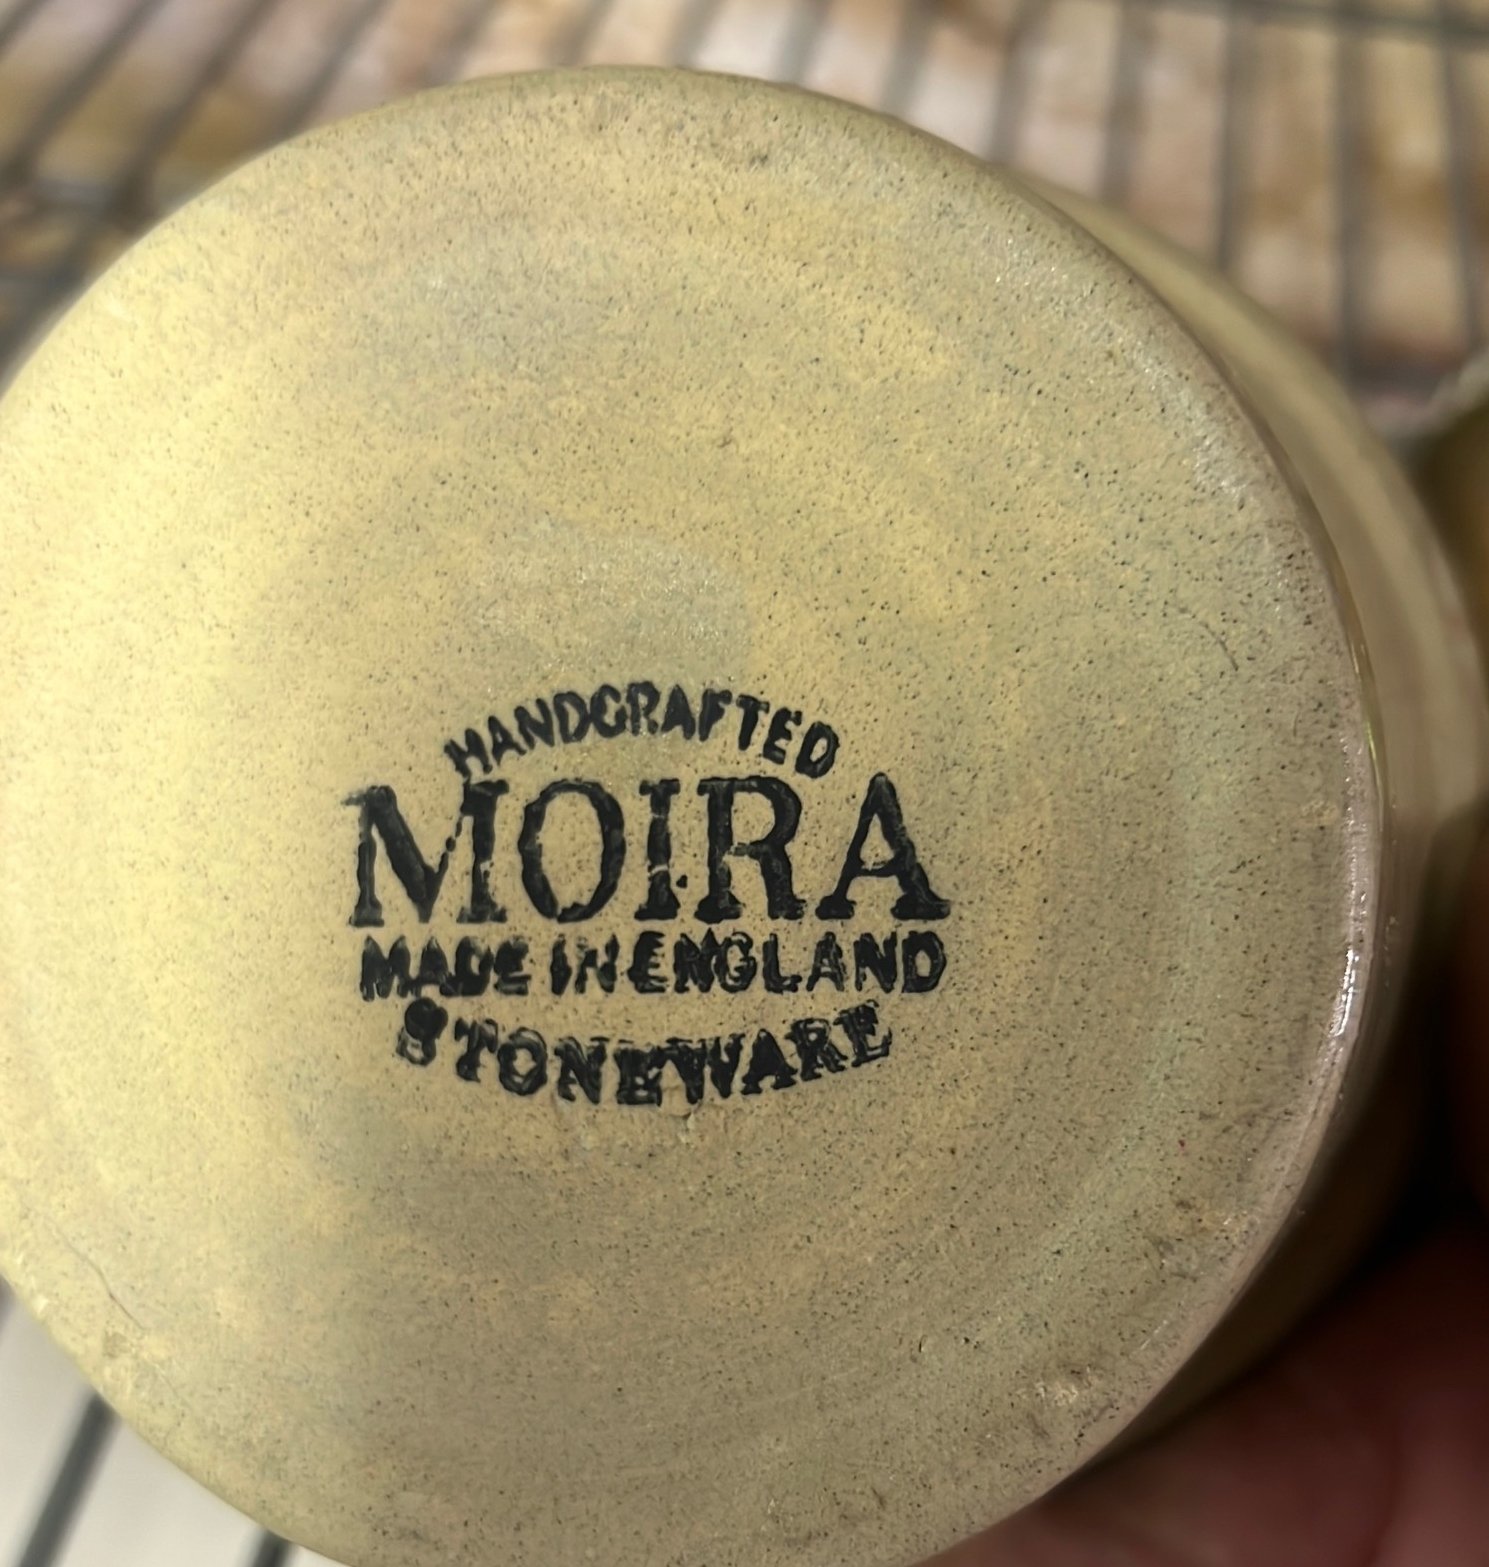 HANDCRAFTED
MOIRA
MADE IN ENGLAND
STONEWARE